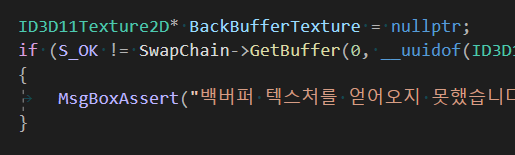 ID3D11Texture2D* BackBufferTexture = nullptr;
if (S_OK != SwapChain->GetBuffer(0, __uuidof(ID3D1
{
MsgBoxAssert("백버퍼 텍스처를 얻어오지 못했습니다
}